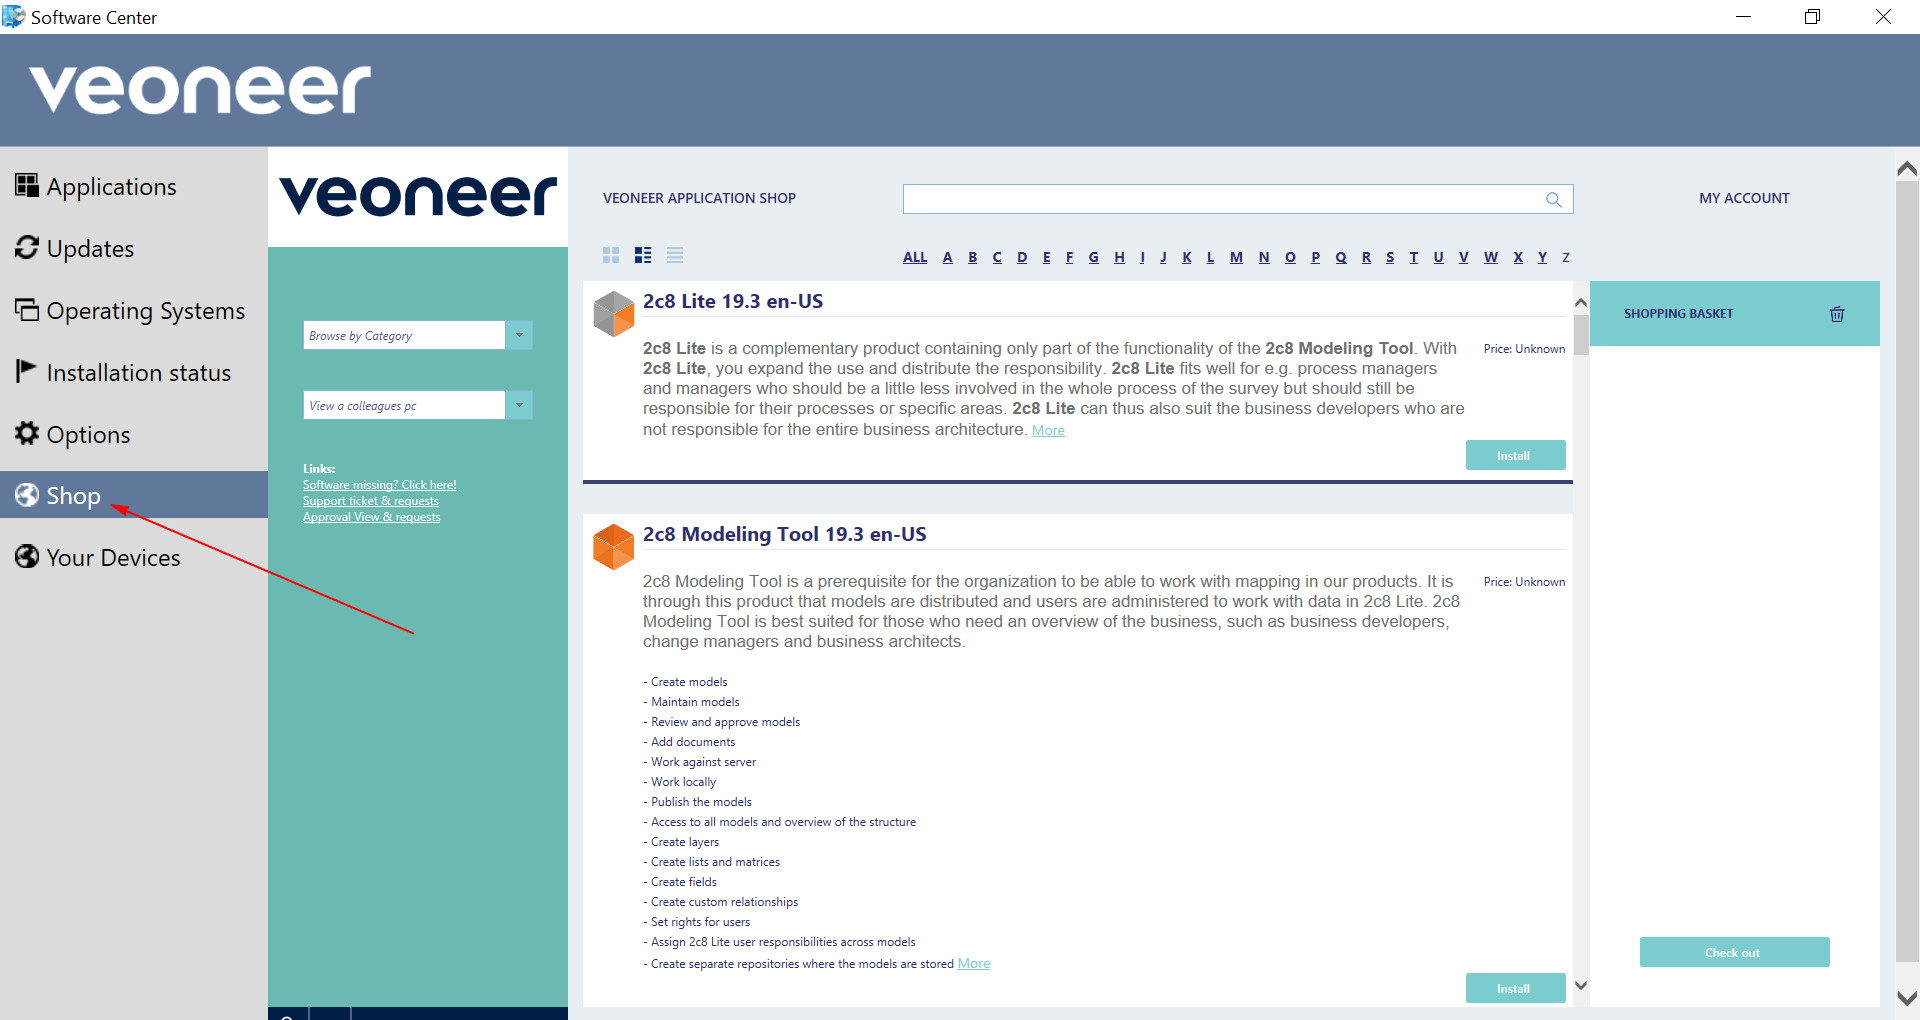 Software Center
veoneer
Applications
Updates
Operating Systems
Installation status
Options
Shop
Your Devices
veoneer
Browse by Category
View a colleagues pc
Links:
Software missing? Click here!
Support ticket & requests
Approval View & requests
VEONEER APPLICATION SHOP
MY ACCOUNT
ALL A B C D E F G H I J K L M N O P Q R S T U V W X Y Z
2c8 Lite 19.3 en-US
2c8 Lite is a complementary product containing only part of the functionality of the 2c8 Modeling Tool. With
2c8 Lite, you expand the use and distribute the responsibility. 2c8 Lite fits well for e.g. process managers
and managers who should be a little less involved in the whole process of the survey but should still be
responsible for their processes or specific areas. 2c8 Lite can thus also suit the business developers who are
not responsible for the entire business architecture. More
Price: Unknown
Install
2c8 Modeling Tool 19.3 en-US
2c8 Modeling Tool is a prerequisite for the organization to be able to work with mapping in our products. It is
through this product that models are distributed and users are administered to work with data in 2c8 Lite. 2c8
Modeling Tool is best suited for those who need an overview of the business, such as business developers,
change managers and business architects.
Price: Unknown
- Create models
- Maintain models
- Review and approve models
- Add documents
- Work against server
- Work locally
- Publish the models
- Access to all models and overview of the structure
- Create layers
- Create lists and matrices
- Create fields
- Create custom relationships
- Set rights for users
- Assign 2c8 Lite user responsibilities across models
- Create separate repositories where the models are stored More
Install
SHOPPING BASKET
Check out